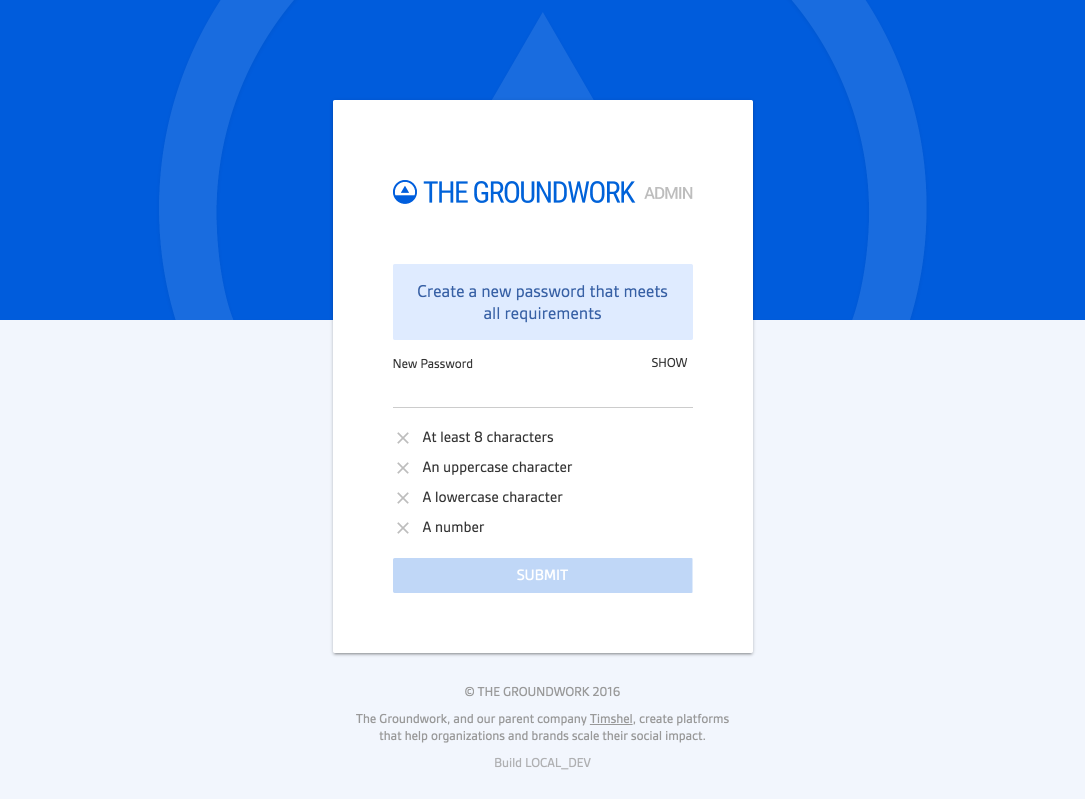 THE GROUNDWORK ADMIN
Create a new password that meets
all requirements
New Password SHOW
At least 8 characters
An uppercase character
A lowercase character
A number
SUBMIT
© THE GROUNDWORK 2016
The Groundwork, and our parent company Timshel, create platforms
that help organizations and brands scale their social impact.
Build LOCAL_DEV